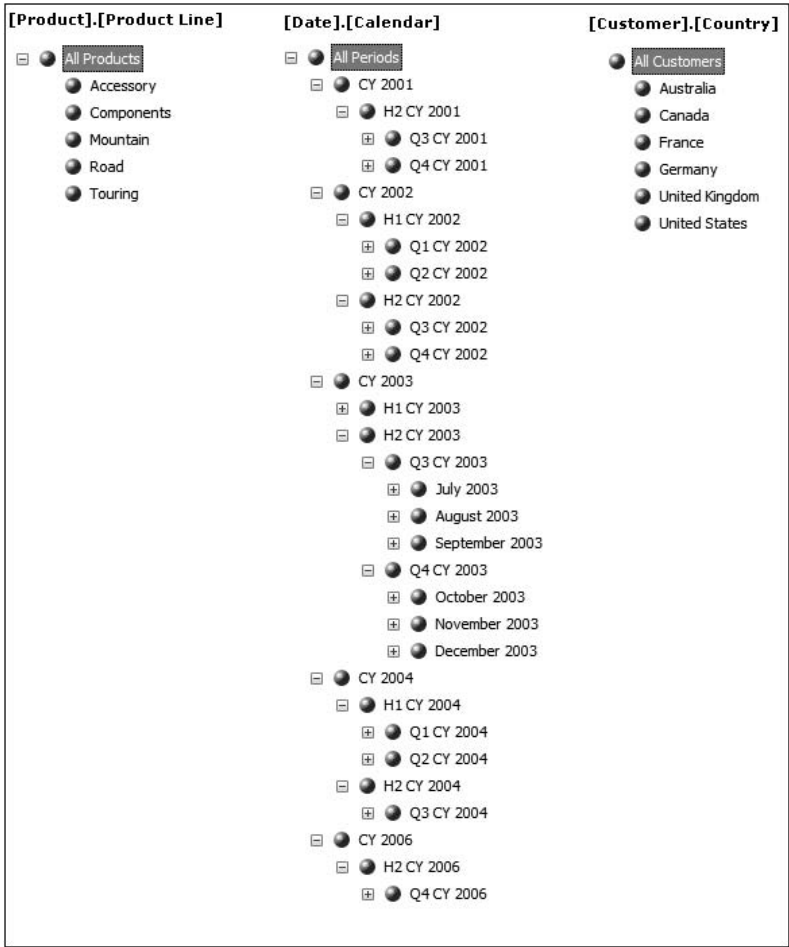 [Product].[Product Line]
All Products
Accessory
Components
Mountain
Road
Touring
[Date].[Calendar]
All Periods
CY 2001
H2 CY 2001
Q3 CY 2001
Q4 CY 2001
CY 2002
H1 CY 2002
Q1 CY 2002
Q2 CY 2002
H2 CY 2002
Q3 CY 2002
Q4 CY 2002
CY 2003
H1 CY 2003
H2 CY 2003
Q3 CY 2003
July 2003
August 2003
September 2003
Q4 CY 2003
October 2003
November 2003
December 2003
CY 2004
H1 CY 2004
Q1 CY 2004
Q2 CY 2004
H2 CY 2004
Q3 CY 2004
CY 2006
H2 CY 2006
Q4 CY 2006
[Customer].[Country]
All Customers
Australia
Canada
France
Germany
United Kingdom
United States